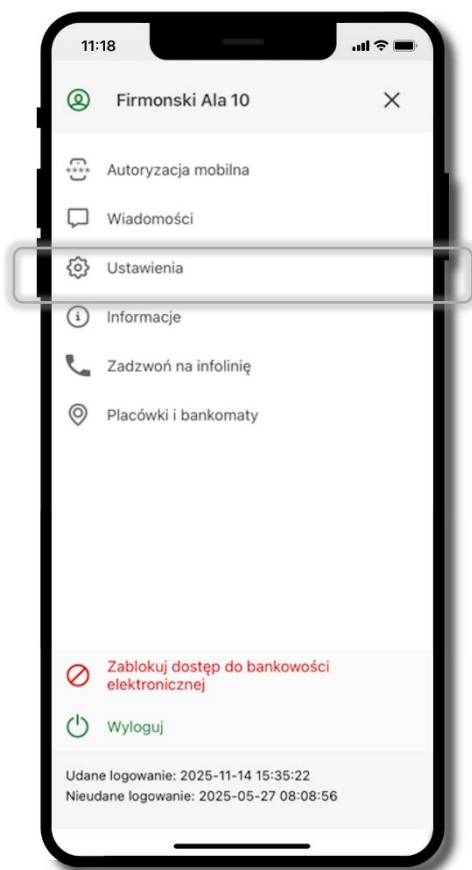 11:18
Firmonski Ala 10
Autoryzacja mobilna
Wiadomości
Ustawienia
Informacje
Zadzwoń na infolinię
Placówki i bankomaty
Zablokuj dostęp do bankowości
elektronicznej
Wyloguj
Udane logowanie: 2025-11-14 15:35:22
Nieudane logowanie: 2025-05-27 08:08:56